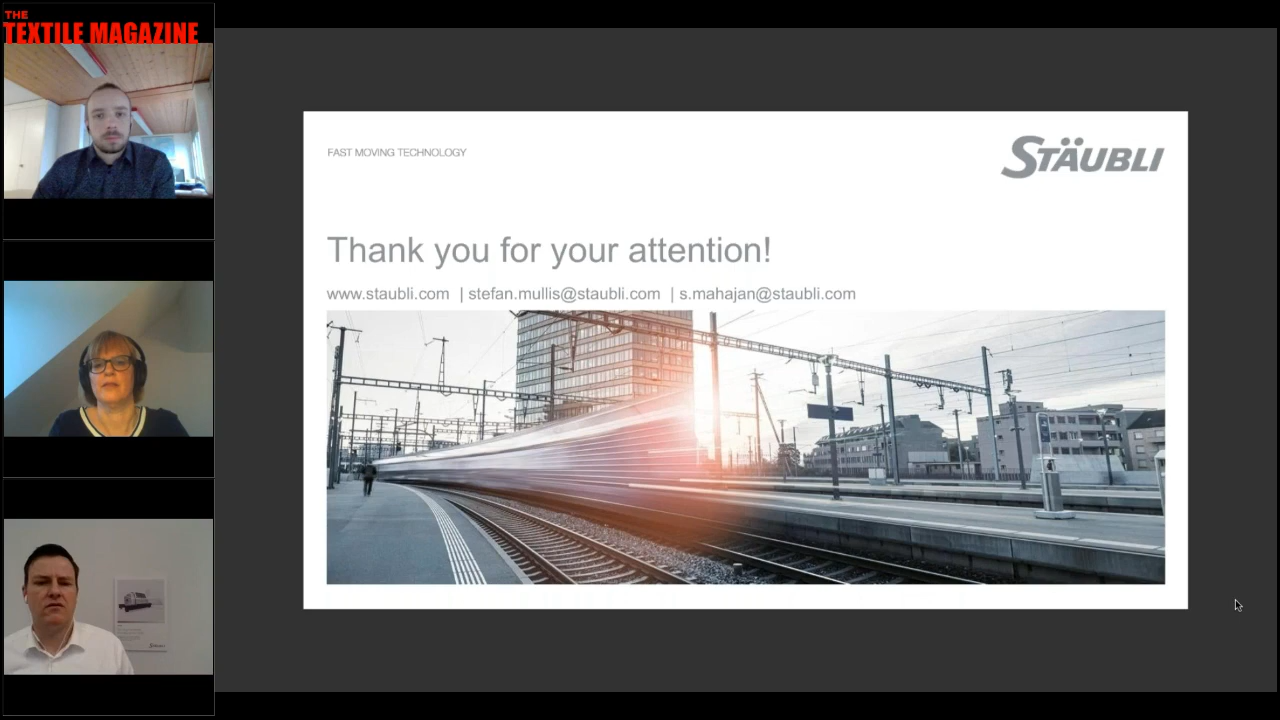 THE
TEXTILE MAGAZINE
FAST MOVING TECHNOLOGY
STÄUBLI
Thank you for your attention!
www.staubli.com | stefan.mullis@staubli.com | s.mahajan@staubli.com